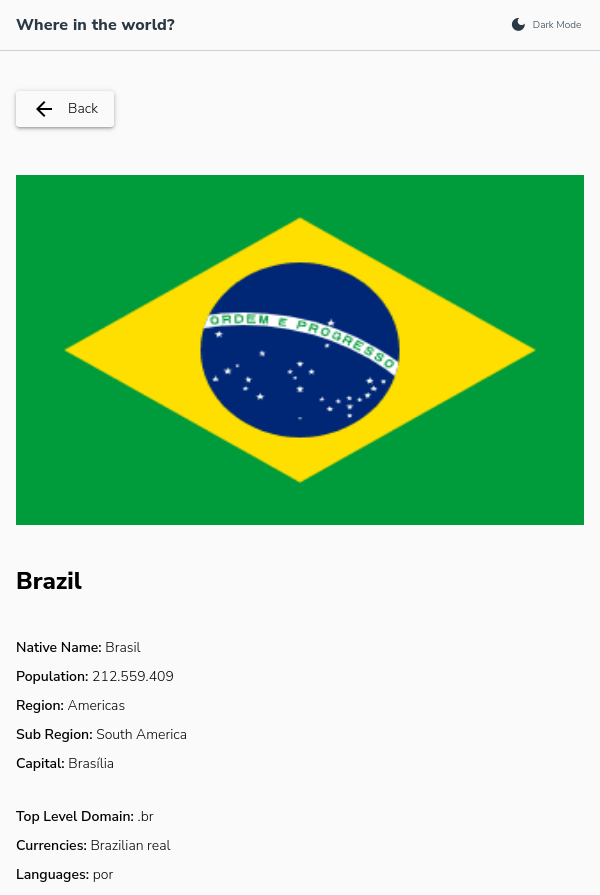 Where in the world?
Dark Mode
Back
ORDEM E PROGRESSO
Brazil
Native Name: Brasil
Population: 212.559.409
Region: Americas
Sub Region: South America
Capital: Brasília
Top Level Domain: .br
Currencies: Brazilian real
Languages: por